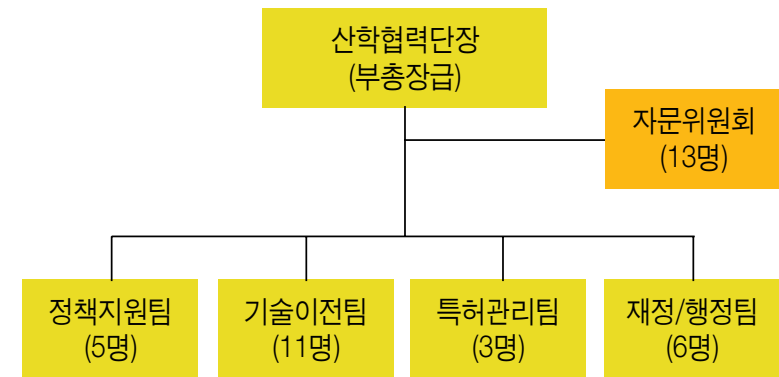 산학협력단장
(부총장급)
자문위원회
(13명)
정책지원팀
(5명)
기술이전팀
(11명)
특허관리팀
(3명)
재정/행정팀
(6명)